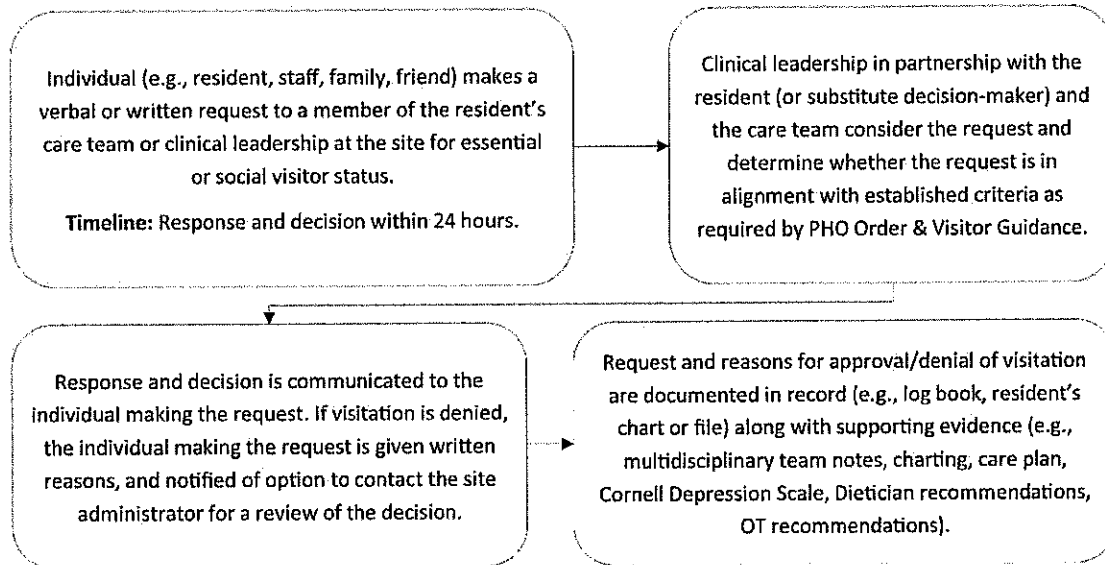 Individual (e.g., resident, staff, family, friend) makes a
verbal or written request to a member of the resident's
care team or clinical leadership at the site for essential
or social visitor status.
Timeline: Response and decision within 24 hours.
Clinical leadership in partnership with the
resident (or substitute decision-maker) and
the care team consider the request and
determine whether the request is in
alignment with established criteria as
required by PHO Order & Visitor Guidance.
Response and decision is communicated to the
individual making the request. If visitation is denied,
the individual making the request is given written
reasons, and notified of option to contact the site
administrator for a review of the decision.
Request and reasons for approval/denial of visitation
are documented in record (e.g., log book, resident's
chart or file) along with supporting evidence (e.g.,
multidisciplinary team notes, charting, care plan,
Cornell Depression Scale, Dietician recommendations,
OT recommendations).